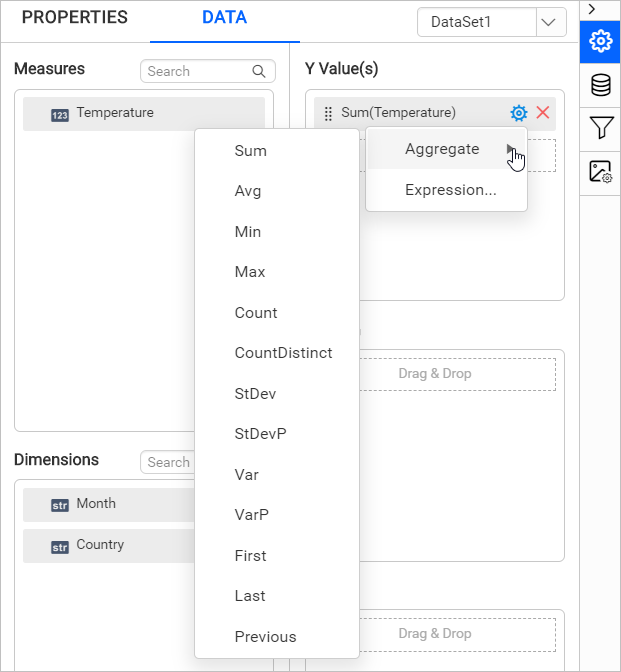 PROPERTIES
DATA
DataSet1
Measures
Search
Y Value(s)
123 Temperature
Sum(Temperature)
Aggregate
Expression...
Sum
Avg
Min
Max
Count
CountDistinct
StDev
StDevP
Var
VarP
First
Last
Previous
Drag & Drop
Dimensions
Search
str Month
str Country
Drag & Drop